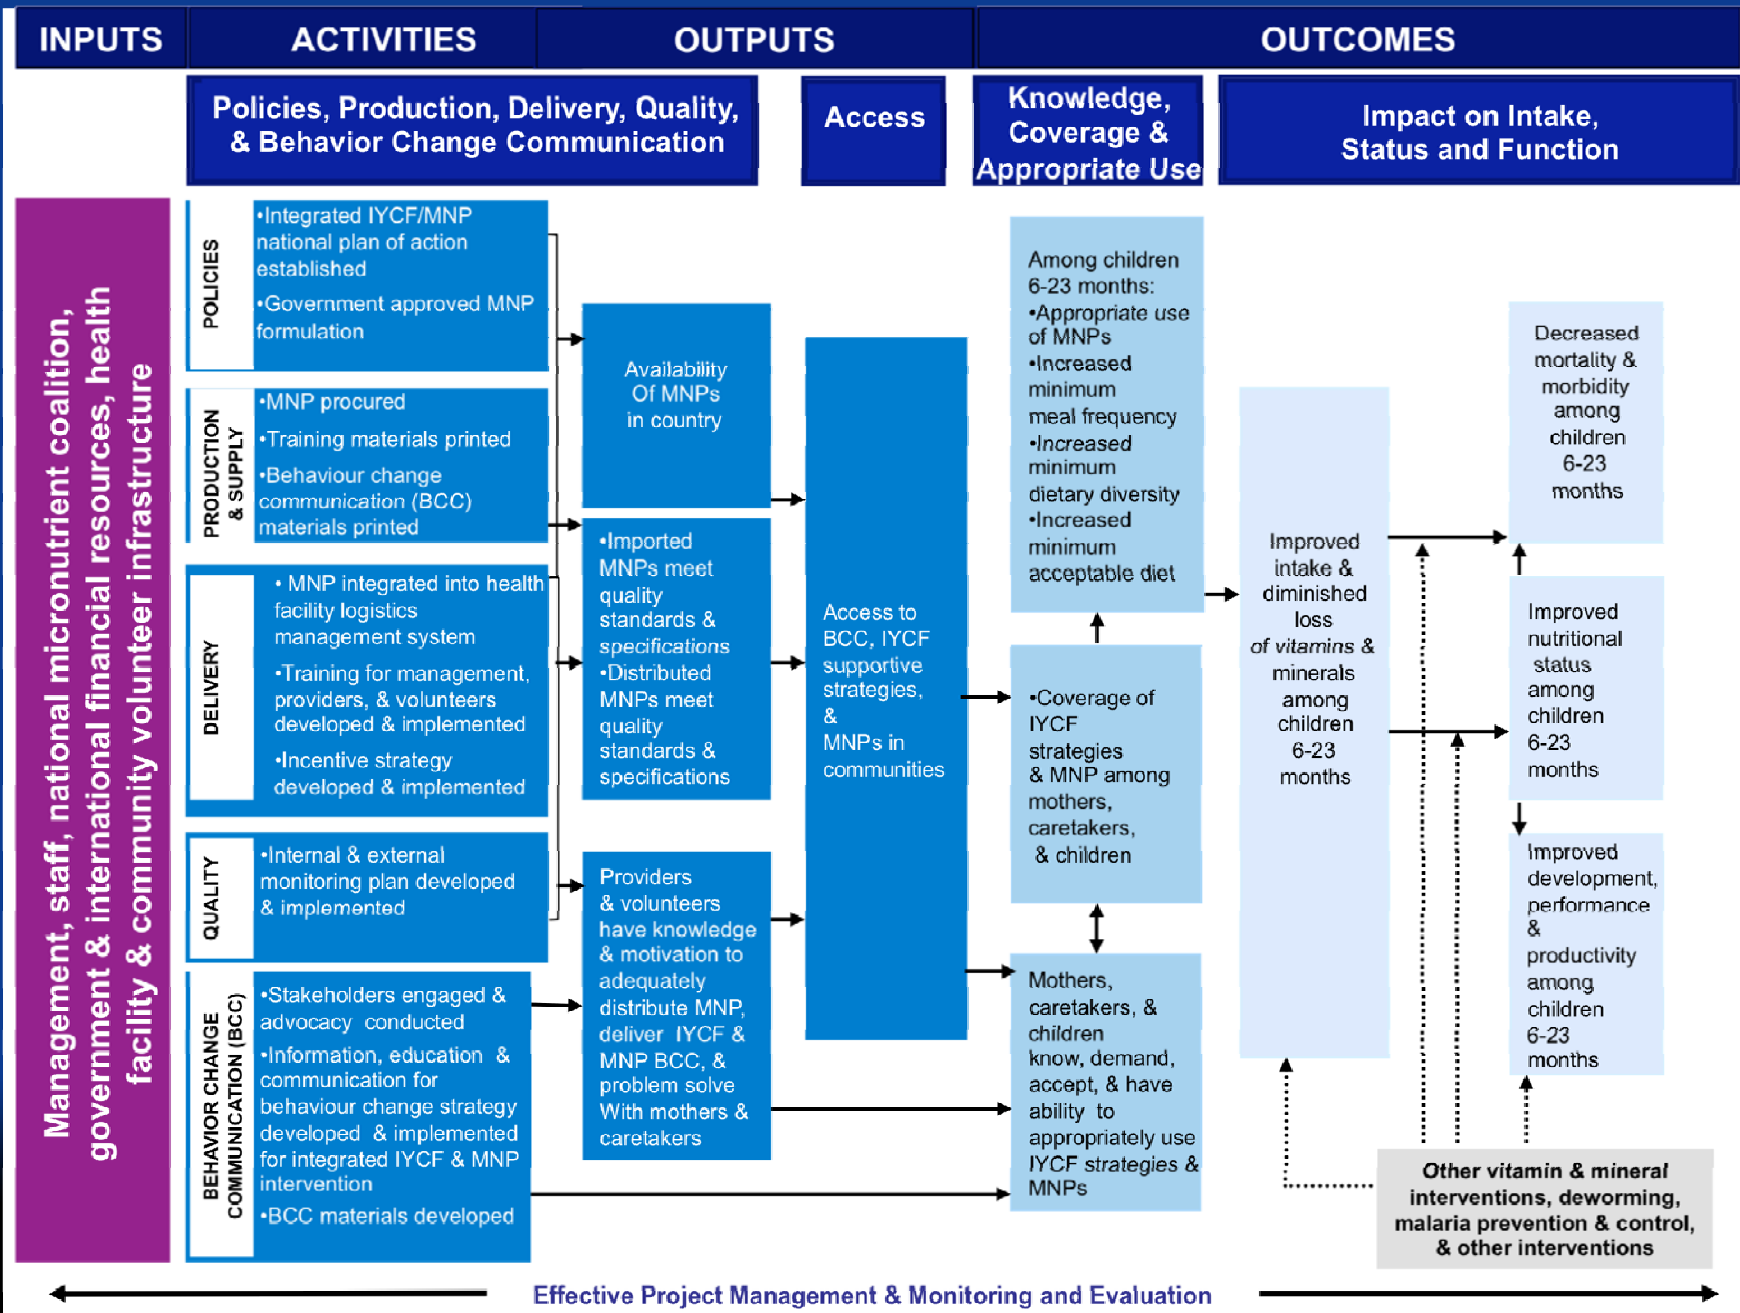 INPUTS
ACTIVITIES
OUTPUTS
OUTCOMES
Policies, Production, Delivery, Quality,
& Behavior Change Communication
Access
Knowledge,
Coverage &
Appropriate Use
Impact on Intake,
Status and Function
Management, staff, national micronutrient coalition,
government & international financial resources, health
facility & community volunteer infrastructure
POLICIES
•Integrated IYCF/MNP
national plan of action
established
•Government approved MNP
formulation
PRODUCTION
& SUPPLY
•MNP procured
•Training materials printed
•Behaviour change
communication (BCC)
materials printed
DELIVERY
• MNP integrated into health
facility logistics
management system
•Training for management,
providers, & volunteers
developed & implemented
•Incentive strategy
developed & implemented
QUALITY
•Internal & external
monitoring plan developed
& implemented
BEHAVIOR CHANGE
COMMUNICATION (BCC)
•Stakeholders engaged &
advocacy conducted
•Information, education &
communication for
behaviour change strategy
developed & implemented
for integrated IYCF & MNP
intervention
•BCC materials developed
Availability
Of MNPs
in country
•Imported
MNPs meet
quality
standards &
specifications
•Distributed
MNPs meet
quality
standards &
specifications
Providers
& volunteers
have knowledge
& motivation to
adequately
distribute MNP,
deliver IYCF &
MNP BCC, &
problem solve
With mothers &
caretakers
Access to
BCC, IYCF
supportive
strategies,
&
MNPs in
communities
Among children
6-23 months:
•Appropriate use
of MNPs
•Increased
minimum
meal frequency
•Increased
minimum
dietary diversity
•Increased
minimum
acceptable diet
•Coverage of
IYCF
strategies
& MNP among
mothers,
caretakers,
& children
Mothers,
caretakers, &
children
know, demand,
accept, & have
ability to
appropriately use
IYCF strategies &
MNPs
Improved
intake &
diminished
loss
of vitamins &
minerals
among
children
6-23
months
Decreased
mortality &
morbidity
among
children
6-23
months
Improved
nutritional
status
among
children
6-23
months
Improved
development,
performance
&
productivity
among
children
6-23
months
Other vitamin & mineral
interventions, deworming,
malaria prevention & control,
& other interventions
Effective Project Management & Monitoring and Evaluation